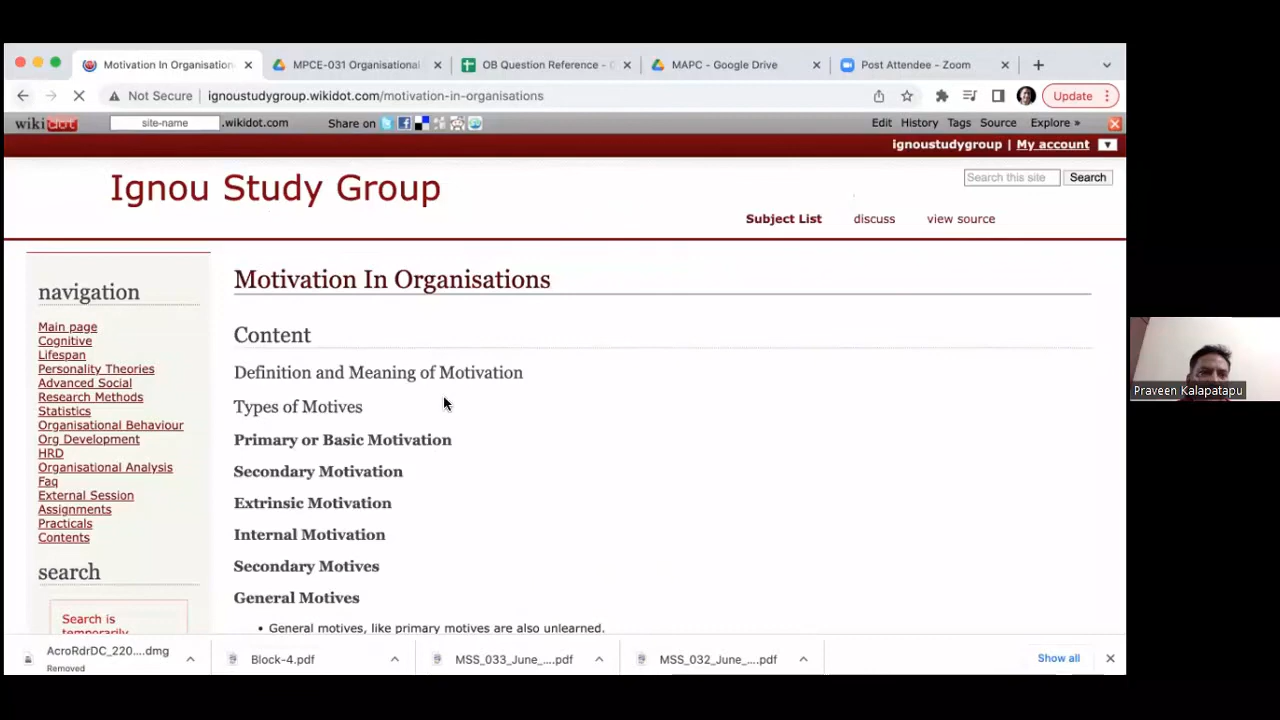 Motivation In Organisation
MPCE-031 Organisational
OB Question Reference -
MAPC - Google Drive
Post Attendee - Zoom
Not Secure
ignoustudygroup.wikidot.com/motivation-in-organisations
Update
wikidot
site-name
.wikidot.com
Share on
Edit History Tags Source Explore »
ignoustudygroup | My account
Ignou Study Group
Search this site
Search
Subject List discuss view source
navigation
Main page
Cognitive
Lifespan
Personality Theories
Advanced Social
Research Methods
Statistics
Organisational Behaviour
Org Development
HRD
Organisational Analysis
Faq
External Session
Assignments
Practicals
Contents
search
Search is
temporarily
Motivation In Organisations
Content
Definition and Meaning of Motivation
Types of Motives
Primary or Basic Motivation
Secondary Motivation
Extrinsic Motivation
Internal Motivation
Secondary Motives
General Motives
• General motives, like primary motives are also unlearned.
Praveen Kalapatapu
AcroRdrDC_220....dmg
Removed
Block-4.pdf
MSS_033_June_....pdf
MSS_032_June_....pdf
Show all